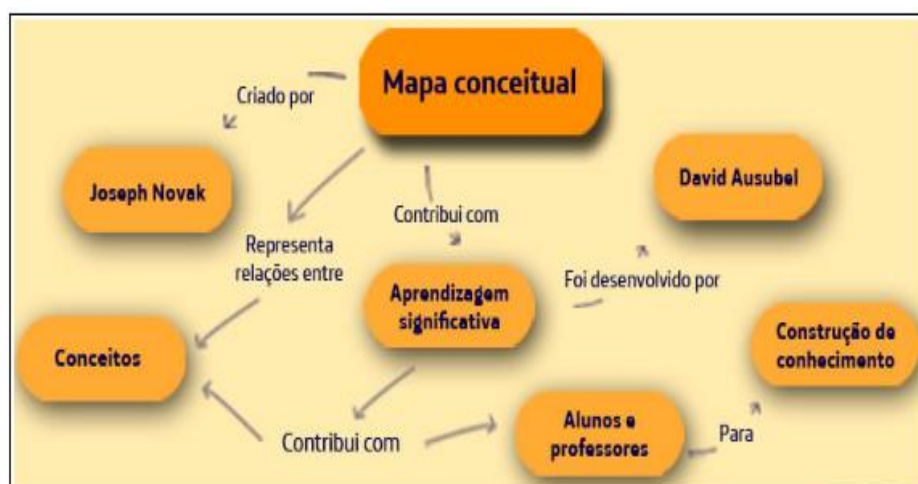 Mapa conceitual
Criado por
Joseph Novak
David Ausubel
Contribui com
Representa
relações entre
Foi desenvolvido por
Aprendizagem
significativa
Construção de
conhecimento
Conceitos
Contribui com
Alunos e
professores
Para